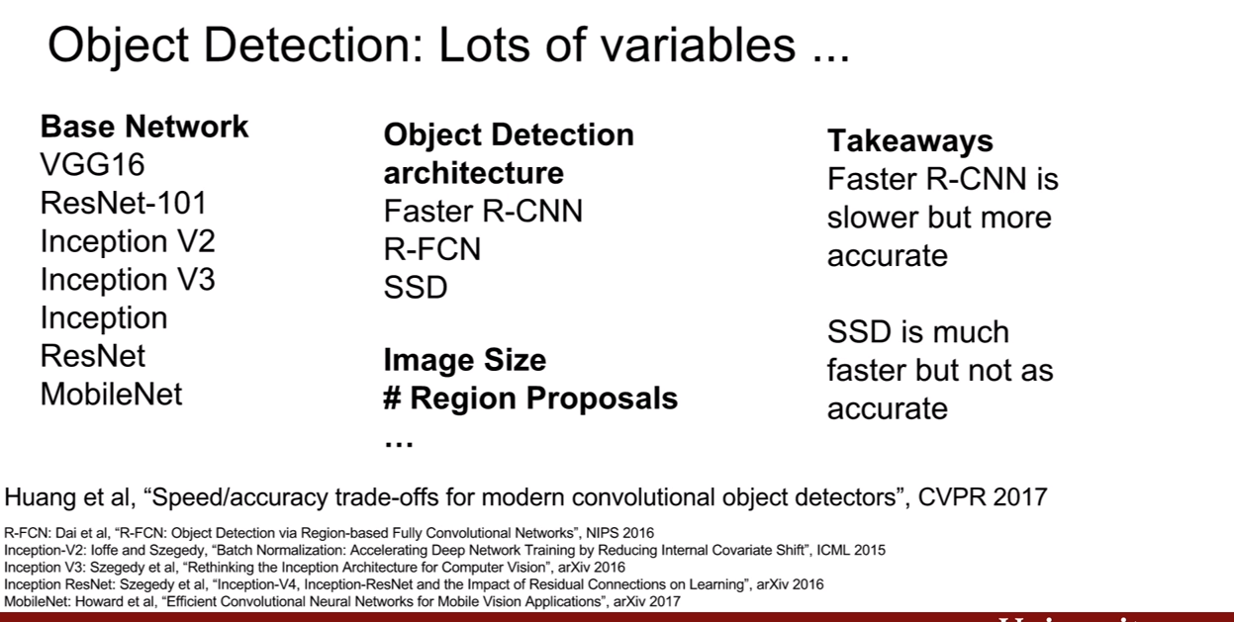 Object Detection: Lots of variables ...
Base Network
VGG16
ResNet-101
Inception V2
Inception V3
Inception
ResNet
MobileNet
Object Detection
architecture
Faster R-CNN
R-FCN
SSD
Image Size
# Region Proposals
…
Takeaways
Faster R-CNN is
slower but more
accurate
SSD is much
faster but not as
accurate
Huang et al, “Speed/accuracy trade-offs for modern convolutional object detectors”, CVPR 2017
R-FCN: Dai et al, “R-FCN: Object Detection via Region-based Fully Convolutional Networks”, NIPS 2016
Inception-V2: Ioffe and Szegedy, “Batch Normalization: Accelerating Deep Network Training by Reducing Internal Covariate Shift”, ICML 2015
Inception V3: Szegedy et al, “Rethinking the Inception Architecture for Computer Vision”, arXiv 2016
Inception ResNet: Szegedy et al, “Inception-V4, Inception-ResNet and the Impact of Residual Connections on Learning”, arXiv 2016
MobileNet: Howard et al, “Efficient Convolutional Neural Networks for Mobile Vision Applications”, arXiv 2017